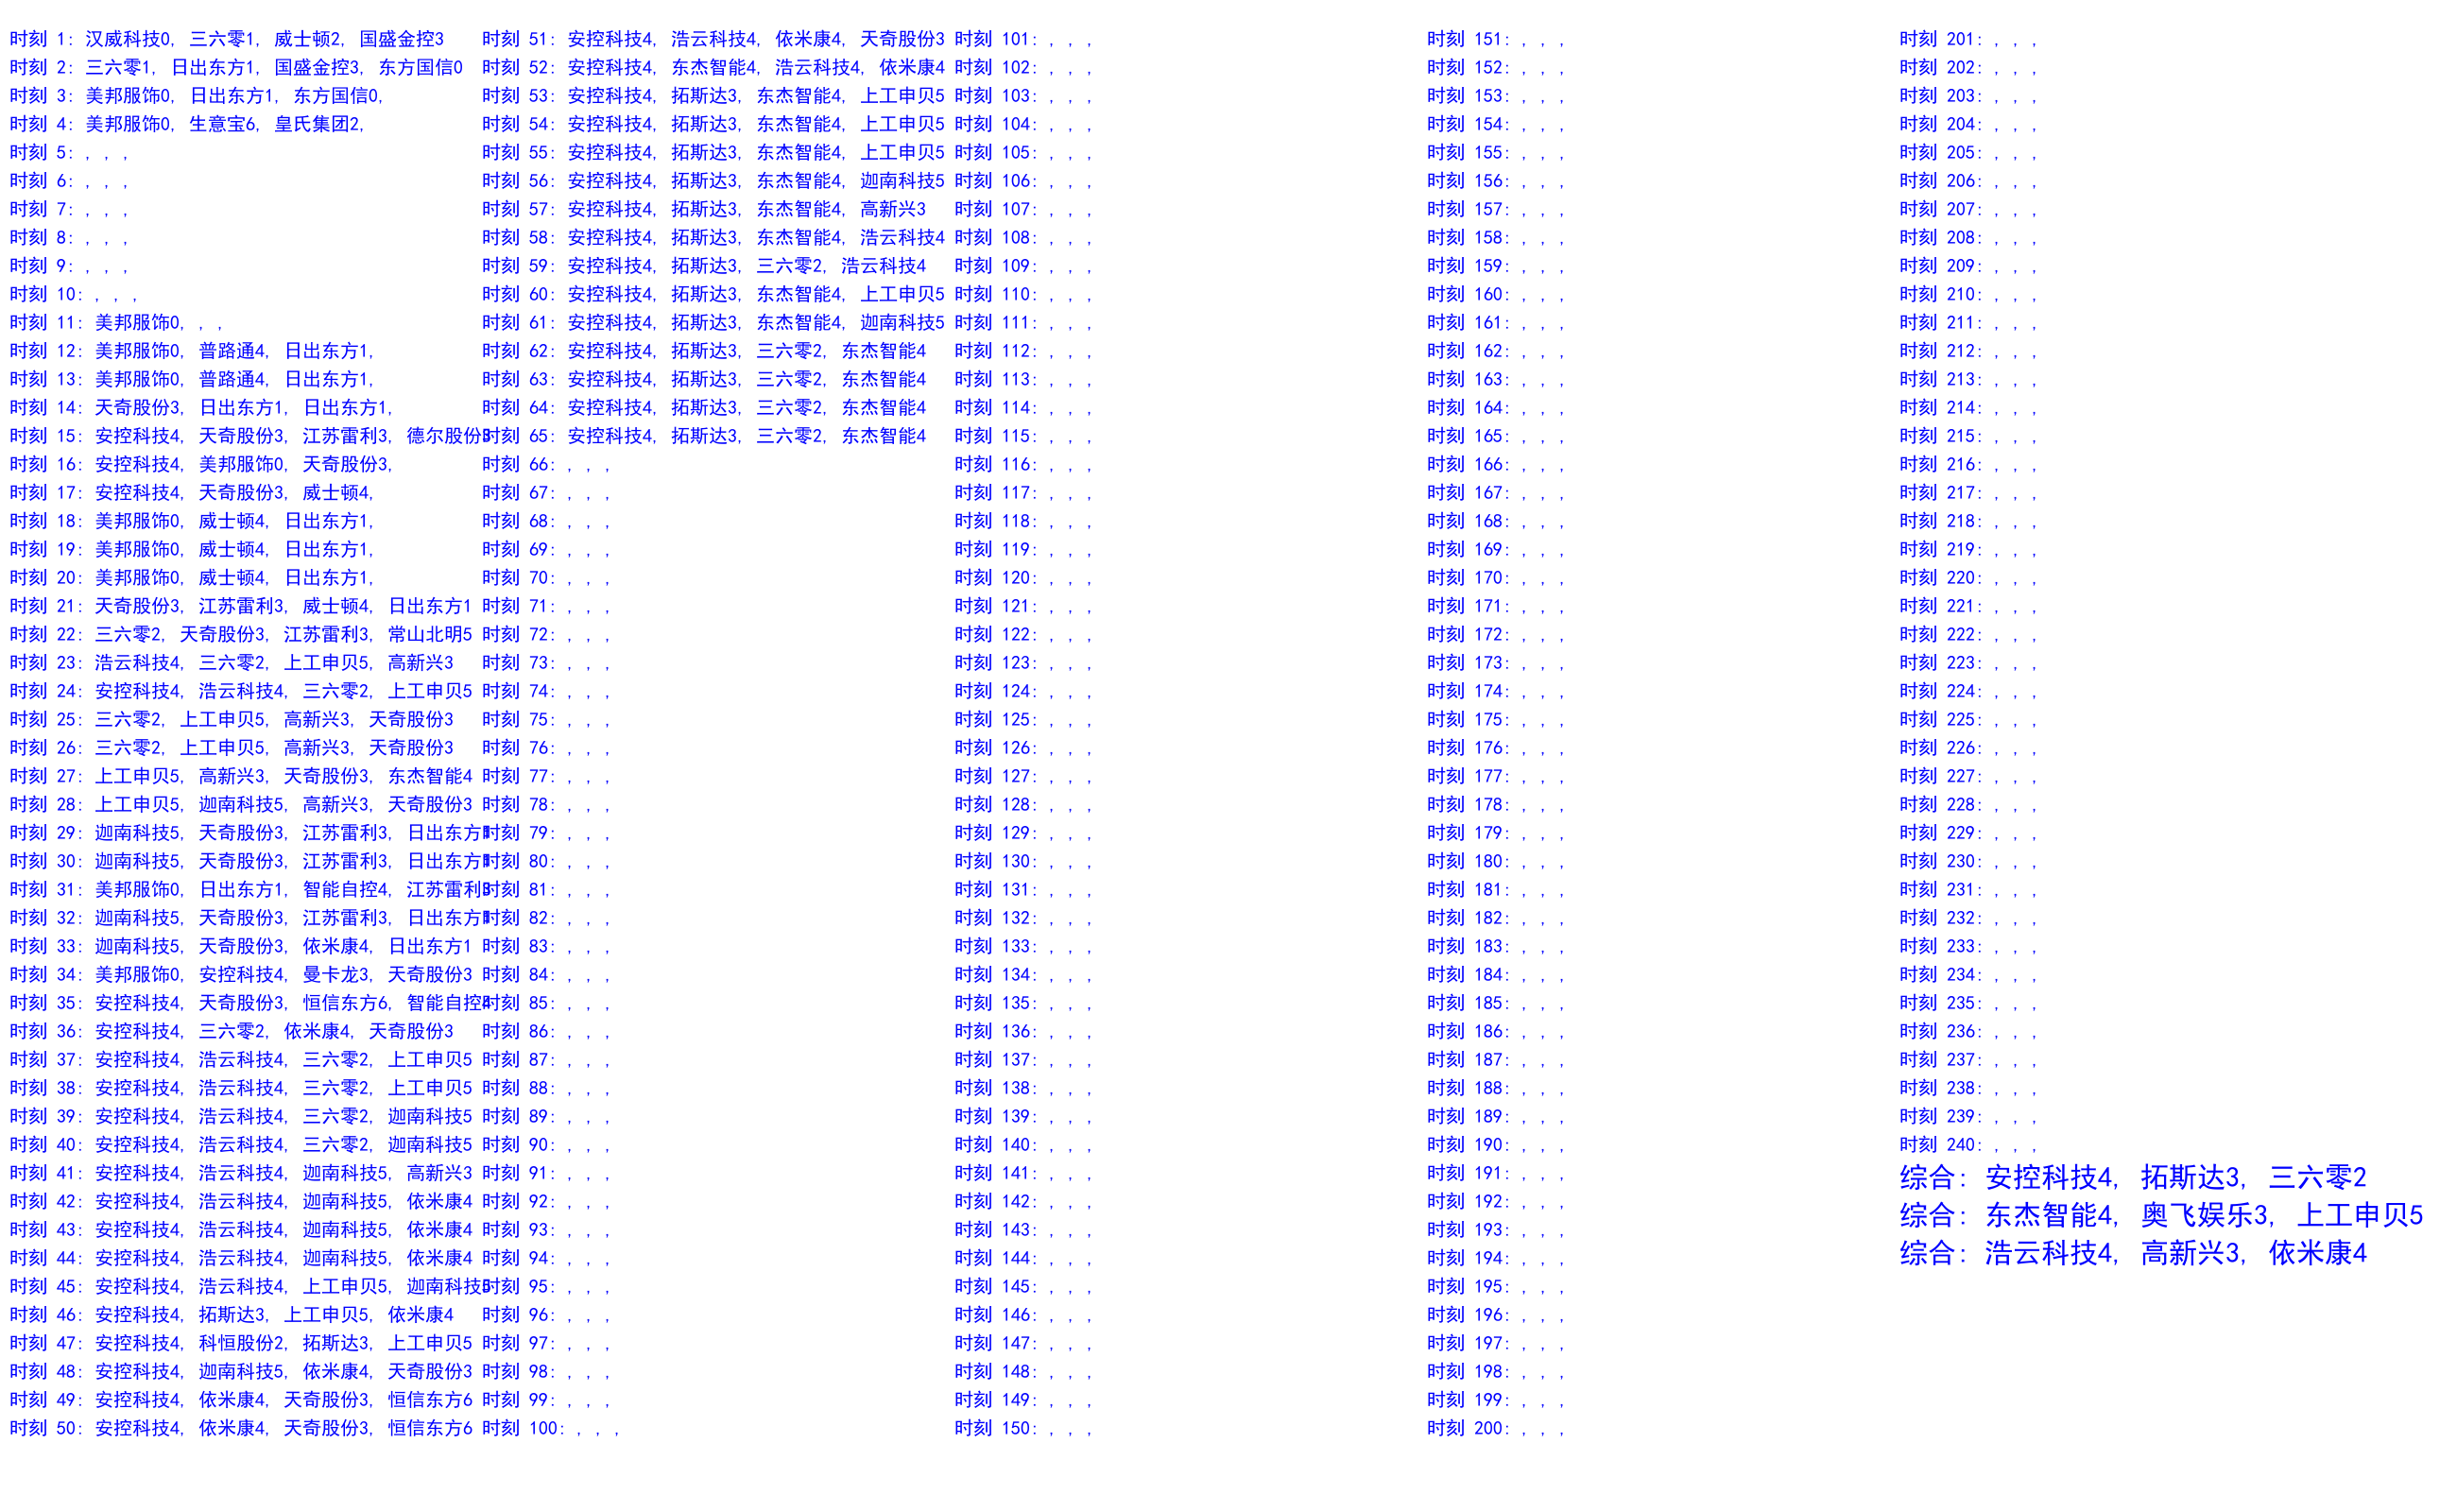 时刻 1: 汉威科技0, 三六零1, 威士顿2, 国盛金控3
时刻 2: 三六零1, 日出东方1, 国盛金控3, 东方国信0
时刻 3: 美邦服饰0, 日出东方1, 东方国信0,
时刻 4: 美邦服饰0, 生意宝6, 皇氏集团2,
时刻 5: , , ,
时刻 6: , , ,
时刻 7: , , ,
时刻 8: , , ,
时刻 9: , , ,
时刻 10: , , ,
时刻 11: 美邦服饰0, , ,
时刻 12: 美邦服饰0, 普路通4, 日出东方1,
时刻 13: 美邦服饰0, 普路通4, 日出东方1,
时刻 14: 天奇股份3, 日出东方1, 日出东方1,
时刻 15: 安控科技4, 天奇股份3, 江苏雷利3, 德尔股份3
时刻 16: 安控科技4, 美邦服饰0, 天奇股份3,
时刻 17: 安控科技4, 天奇股份3, 威士顿4,
时刻 18: 美邦服饰0, 威士顿4, 日出东方1,
时刻 19: 美邦服饰0, 威士顿4, 日出东方1,
时刻 20: 美邦服饰0, 威士顿4, 日出东方1,
时刻 21: 天奇股份3, 江苏雷利3, 威士顿4, 日出东方1
时刻 22: 三六零2, 天奇股份3, 江苏雷利3, 常山北明5
时刻 23: 浩云科技4, 三六零2, 上工申贝5, 高新兴3
时刻 24: 安控科技4, 浩云科技4, 三六零2, 上工申贝5
时刻 25: 三六零2, 上工申贝5, 高新兴3, 天奇股份3
时刻 26: 三六零2, 上工申贝5, 高新兴3, 天奇股份3
时刻 27: 上工申贝5, 高新兴3, 天奇股份3, 东杰智能4
时刻 28: 上工申贝5, 迦南科技5, 高新兴3, 天奇股份3
时刻 29: 迦南科技5, 天奇股份3, 江苏雷利3, 日出东方1
时刻 30: 迦南科技5, 天奇股份3, 江苏雷利3, 日出东方1
时刻 31: 美邦服饰0, 日出东方1, 智能自控4, 江苏雷利3
时刻 32: 迦南科技5, 天奇股份3, 江苏雷利3, 日出东方1
时刻 33: 迦南科技5, 天奇股份3, 依米康4, 日出东方1
时刻 34: 美邦服饰0, 安控科技4, 曼卡龙3, 天奇股份3
时刻 35: 安控科技4, 天奇股份3, 恒信东方6, 智能自控4
时刻 36: 安控科技4, 三六零2, 依米康4, 天奇股份3
时刻 37: 安控科技4, 浩云科技4, 三六零2, 上工申贝5
时刻 38: 安控科技4, 浩云科技4, 三六零2, 上工申贝5
时刻 39: 安控科技4, 浩云科技4, 三六零2, 迦南科技5
时刻 40: 安控科技4, 浩云科技4, 三六零2, 迦南科技5
时刻 41: 安控科技4, 浩云科技4, 迦南科技5, 高新兴3
时刻 42: 安控科技4, 浩云科技4, 迦南科技5, 依米康4
时刻 43: 安控科技4, 浩云科技4, 迦南科技5, 依米康4
时刻 44: 安控科技4, 浩云科技4, 迦南科技5, 依米康4
时刻 45: 安控科技4, 浩云科技4, 上工申贝5, 迦南科技5
时刻 46: 安控科技4, 拓斯达3, 上工申贝5, 依米康4
时刻 47: 安控科技4, 科恒股份2, 拓斯达3, 上工申贝5
时刻 48: 安控科技4, 迦南科技5, 依米康4, 天奇股份3
时刻 49: 安控科技4, 依米康4, 天奇股份3, 恒信东方6
时刻 50: 安控科技4, 依米康4, 天奇股份3, 恒信东方6
时刻 51: 安控科技4, 浩云科技4, 依米康4, 天奇股份3
时刻 52: 安控科技4, 东杰智能4, 浩云科技4, 依米康4
时刻 53: 安控科技4, 拓斯达3, 东杰智能4, 上工申贝5
时刻 54: 安控科技4, 拓斯达3, 东杰智能4, 上工申贝5
时刻 55: 安控科技4, 拓斯达3, 东杰智能4, 上工申贝5
时刻 56: 安控科技4, 拓斯达3, 东杰智能4, 迦南科技5
时刻 57: 安控科技4, 拓斯达3, 东杰智能4, 高新兴3
时刻 58: 安控科技4, 拓斯达3, 东杰智能4, 浩云科技4
时刻 59: 安控科技4, 拓斯达3, 三六零2, 浩云科技4
时刻 60: 安控科技4, 拓斯达3, 东杰智能4, 上工申贝5
时刻 61: 安控科技4, 拓斯达3, 东杰智能4, 迦南科技5
时刻 62: 安控科技4, 拓斯达3, 三六零2, 东杰智能4
时刻 63: 安控科技4, 拓斯达3, 三六零2, 东杰智能4
时刻 64: 安控科技4, 拓斯达3, 三六零2, 东杰智能4
时刻 65: 安控科技4, 拓斯达3, 三六零2, 东杰智能4
时刻 66: , , ,
时刻 67: , , ,
时刻 68: , , ,
时刻 69: , , ,
时刻 70: , , ,
时刻 71: , , ,
时刻 72: , , ,
时刻 73: , , ,
时刻 74: , , ,
时刻 75: , , ,
时刻 76: , , ,
时刻 77: , , ,
时刻 78: , , ,
时刻 79: , , ,
时刻 80: , , ,
时刻 81: , , ,
时刻 82: , , ,
时刻 83: , , ,
时刻 84: , , ,
时刻 85: , , ,
时刻 86: , , ,
时刻 87: , , ,
时刻 88: , , ,
时刻 89: , , ,
时刻 90: , , ,
时刻 91: , , ,
时刻 92: , , ,
时刻 93: , , ,
时刻 94: , , ,
时刻 95: , , ,
时刻 96: , , ,
时刻 97: , , ,
时刻 98: , , ,
时刻 99: , , ,
时刻 100: , , ,
时刻 101: , , ,
时刻 102: , , ,
时刻 103: , , ,
时刻 104: , , ,
时刻 105: , , ,
时刻 106: , , ,
时刻 107: , , ,
时刻 108: , , ,
时刻 109: , , ,
时刻 110: , , ,
时刻 111: , , ,
时刻 112: , , ,
时刻 113: , , ,
时刻 114: , , ,
时刻 115: , , ,
时刻 116: , , ,
时刻 117: , , ,
时刻 118: , , ,
时刻 119: , , ,
时刻 120: , , ,
时刻 121: , , ,
时刻 122: , , ,
时刻 123: , , ,
时刻 124: , , ,
时刻 125: , , ,
时刻 126: , , ,
时刻 127: , , ,
时刻 128: , , ,
时刻 129: , , ,
时刻 130: , , ,
时刻 131: , , ,
时刻 132: , , ,
时刻 133: , , ,
时刻 134: , , ,
时刻 135: , , ,
时刻 136: , , ,
时刻 137: , , ,
时刻 138: , , ,
时刻 139: , , ,
时刻 140: , , ,
时刻 141: , , ,
时刻 142: , , ,
时刻 143: , , ,
时刻 144: , , ,
时刻 145: , , ,
时刻 146: , , ,
时刻 147: , , ,
时刻 148: , , ,
时刻 149: , , ,
时刻 150: , , ,
时刻 151: , , ,
时刻 152: , , ,
时刻 153: , , ,
时刻 154: , , ,
时刻 155: , , ,
时刻 156: , , ,
时刻 157: , , ,
时刻 158: , , ,
时刻 159: , , ,
时刻 160: , , ,
时刻 161: , , ,
时刻 162: , , ,
时刻 163: , , ,
时刻 164: , , ,
时刻 165: , , ,
时刻 166: , , ,
时刻 167: , , ,
时刻 168: , , ,
时刻 169: , , ,
时刻 170: , , ,
时刻 171: , , ,
时刻 172: , , ,
时刻 173: , , ,
时刻 174: , , ,
时刻 175: , , ,
时刻 176: , , ,
时刻 177: , , ,
时刻 178: , , ,
时刻 179: , , ,
时刻 180: , , ,
时刻 181: , , ,
时刻 182: , , ,
时刻 183: , , ,
时刻 184: , , ,
时刻 185: , , ,
时刻 186: , , ,
时刻 187: , , ,
时刻 188: , , ,
时刻 189: , , ,
时刻 190: , , ,
时刻 191: , , ,
时刻 192: , , ,
时刻 193: , , ,
时刻 194: , , ,
时刻 195: , , ,
时刻 196: , , ,
时刻 197: , , ,
时刻 198: , , ,
时刻 199: , , ,
时刻 200: , , ,
时刻 201: , , ,
时刻 202: , , ,
时刻 203: , , ,
时刻 204: , , ,
时刻 205: , , ,
时刻 206: , , ,
时刻 207: , , ,
时刻 208: , , ,
时刻 209: , , ,
时刻 210: , , ,
时刻 211: , , ,
时刻 212: , , ,
时刻 213: , , ,
时刻 214: , , ,
时刻 215: , , ,
时刻 216: , , ,
时刻 217: , , ,
时刻 218: , , ,
时刻 219: , , ,
时刻 220: , , ,
时刻 221: , , ,
时刻 222: , , ,
时刻 223: , , ,
时刻 224: , , ,
时刻 225: , , ,
时刻 226: , , ,
时刻 227: , , ,
时刻 228: , , ,
时刻 229: , , ,
时刻 230: , , ,
时刻 231: , , ,
时刻 232: , , ,
时刻 233: , , ,
时刻 234: , , ,
时刻 235: , , ,
时刻 236: , , ,
时刻 237: , , ,
时刻 238: , , ,
时刻 239: , , ,
时刻 240: , , ,
综合: 安控科技4, 拓斯达3, 三六零2
综合: 东杰智能4, 奥飞娱乐3, 上工申贝5
综合: 浩云科技4, 高新兴3, 依米康4